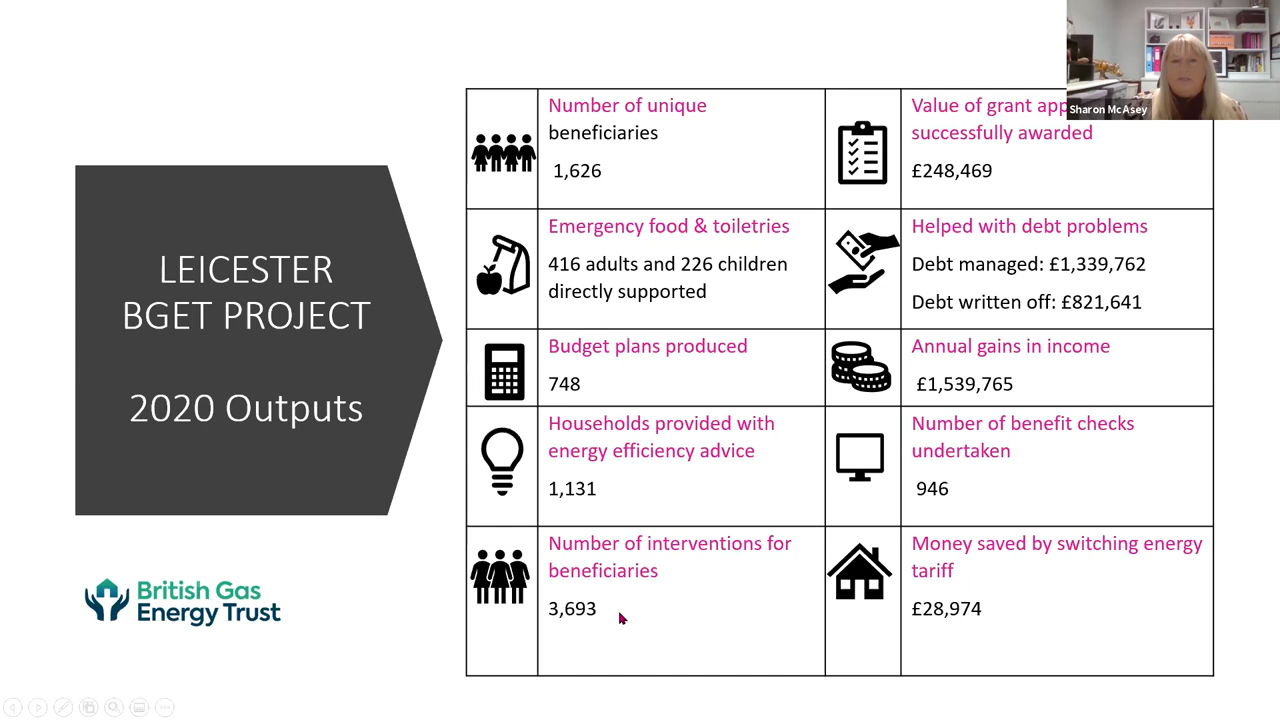 LEICESTER
BGET PROJECT
2020 Outputs
British Gas
Energy Trust
Number of unique
beneficiaries
1,626
Value of grant
successfully awarded
£248,469
Emergency food & toiletries
416 adults and 226 children
directly supported
Helped with debt problems
Debt managed: £1,339,762
Debt written off: £821,641
Budget plans produced
748
Annual gains in income
£1,539,765
Households provided with
energy efficiency advice
1,131
Number of benefit checks
undertaken
946
Number of interventions for
beneficiaries
3,693
Money saved by switching energy
tariff
£28,974
Sharon McAsey